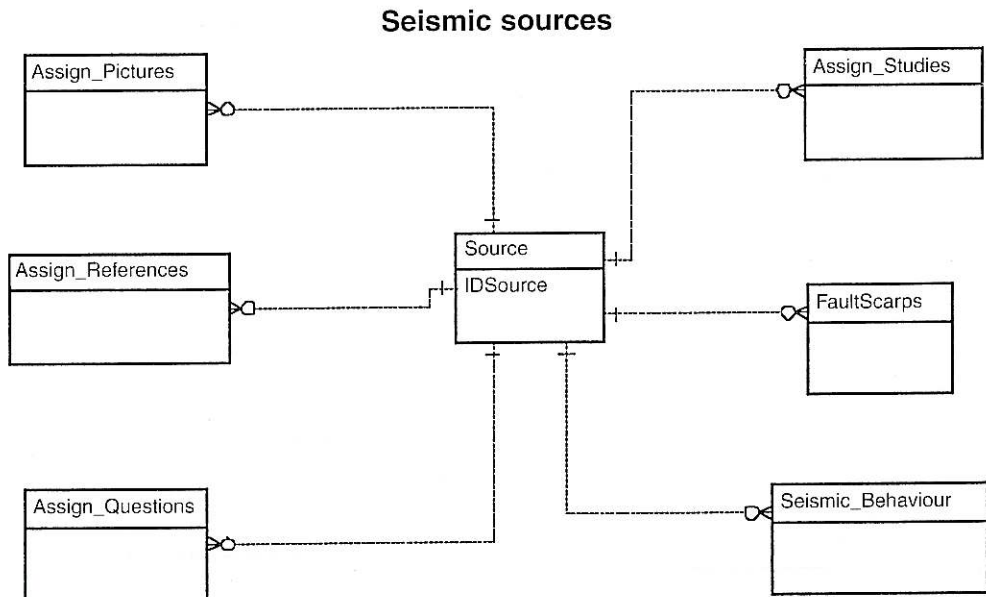 Seismic sources
Assign_Pictures
Assign_Studies
Source
IDSource
Assign_References
FaultScarps
Assign_Questions
Seismic_Behaviour